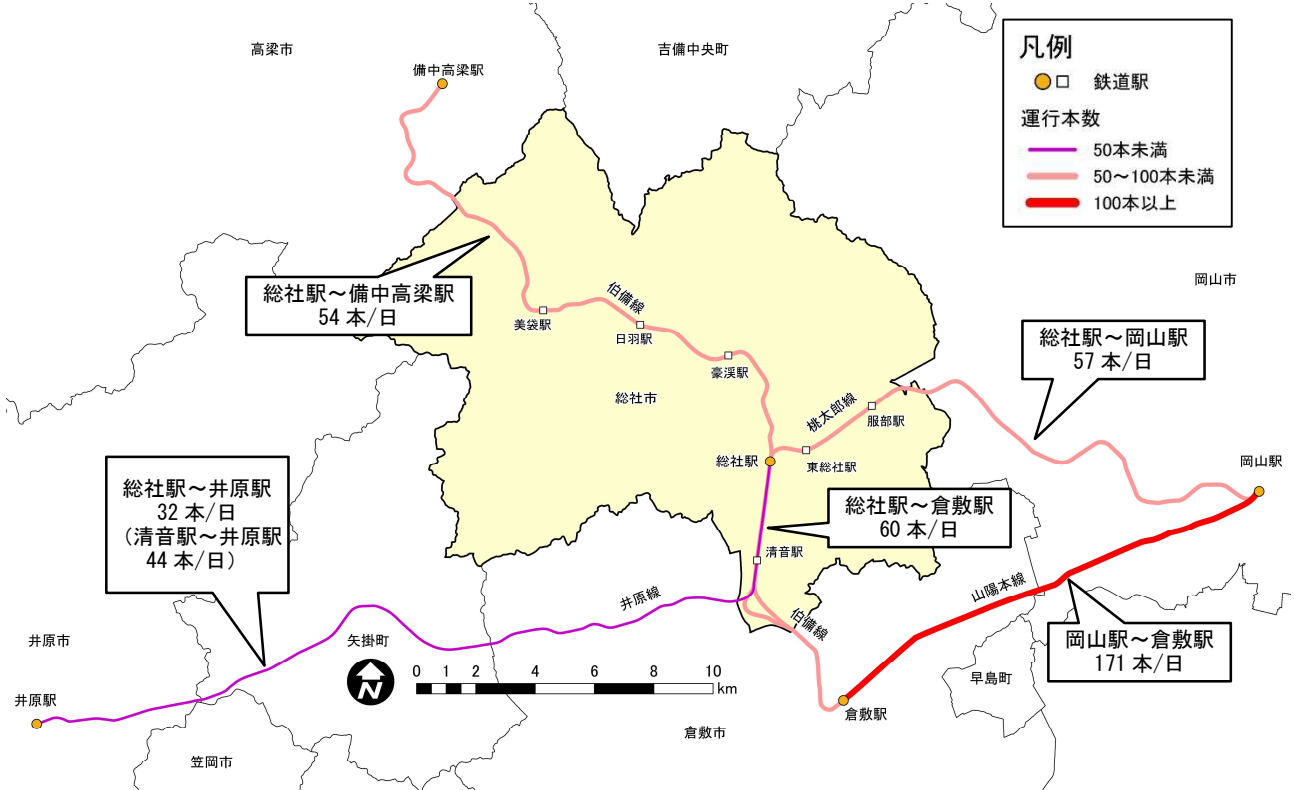 高梁市
吉備中央町
備中高梁駅
凡例
鉄道駅
運行本数
50本未満
50～100本未満
100本以上
岡山市
総社駅～備中高梁駅
54 本/日
伯備線
美袋駅
日羽駅
豪渓駅
総社市
総社駅～岡山駅
57 本/日
桃太郎線
服部駅
総社駅
東総社駅
岡山駅
総社駅～井原駅
32 本/日
(清音駅～井原駅
44 本/日)
総社駅～倉敷駅
60 本/日
清音駅
井原線
伯備線
山陽本線
岡山駅～倉敷駅
171 本/日
井原市
矢掛町
早島町
N
0 1 2 4 6 8 10
km
井原駅
倉敷駅
倉敷市
笠岡市